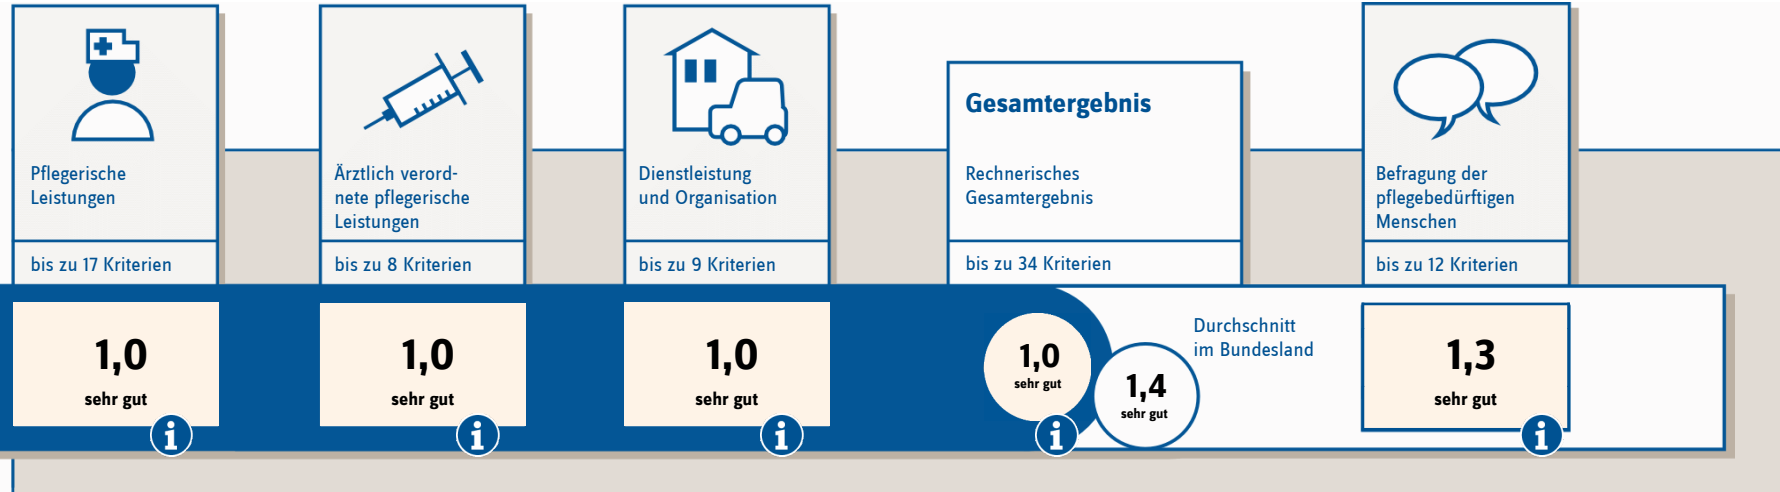 Pflegerische
Leistungen
bis zu 17 Kriterien
1,0
sehr gut
i
Ärztlich verord-
nete pflegerische
Leistungen
bis zu 8 Kriterien
1,0
sehr gut
i
Dienstleistung
und Organisation
bis zu 9 Kriterien
1,0
sehr gut
i
Gesamtergebnis
Rechnerisches
Gesamtergebnis
bis zu 34 Kriterien
1,0
sehr gut
i
Durchschnitt
im Bundesland
1,4
sehr gut
Befragung der
pflegebedürftigen
Menschen
bis zu 12 Kriterien
1,3
sehr gut
i